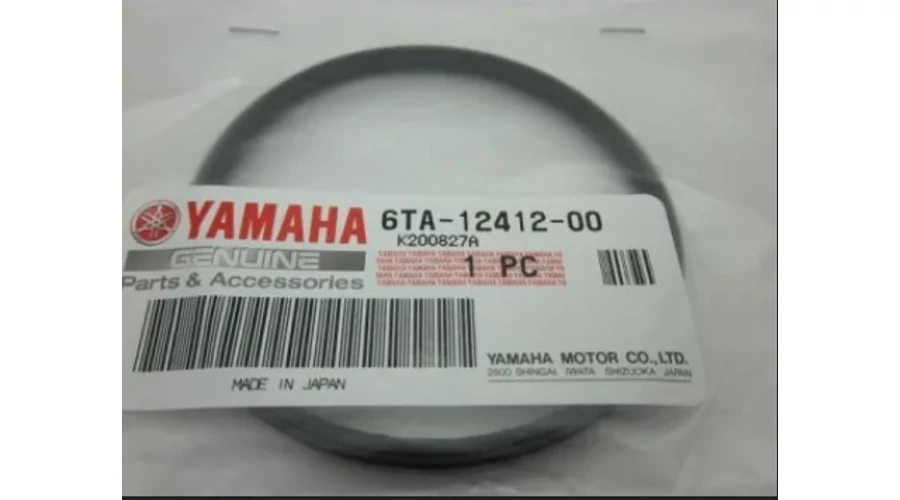 YAMAHA
GENUINE
Parts & Accessories
6TA-12412-00
K200827A
1 PC
YAMAHA MOTOR CO.,LTD.
2500 SHINGAI IWATA SHIZUOKA JAPAN
MADE IN JAPAN